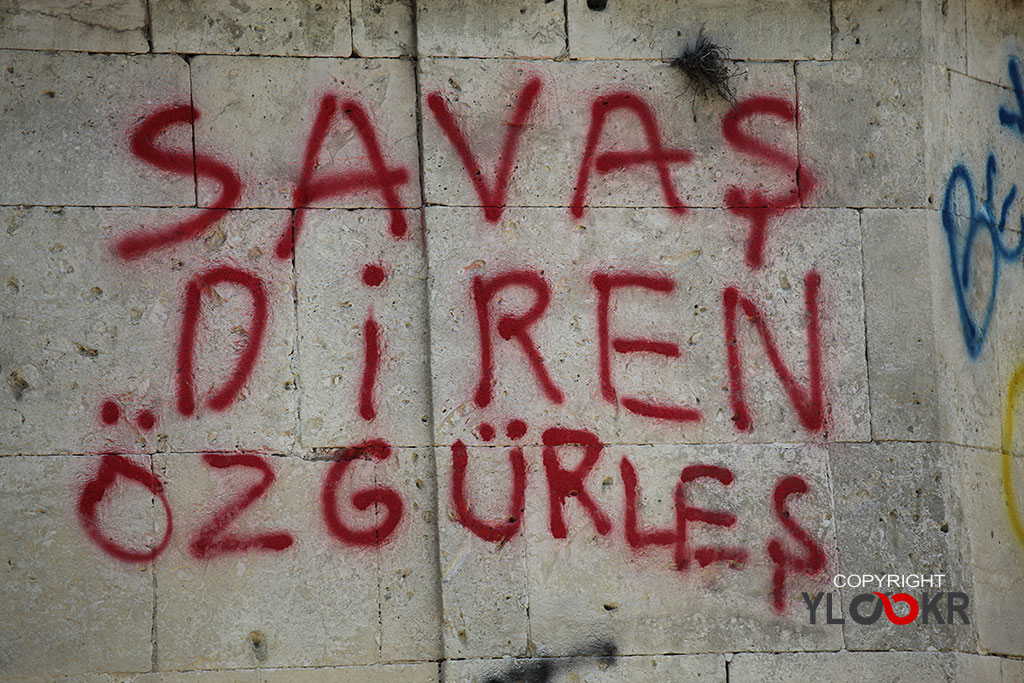 SAVAŞ
DİREN
ÖZGÜRLEŞ
COPYRIGHT
YLOOKR